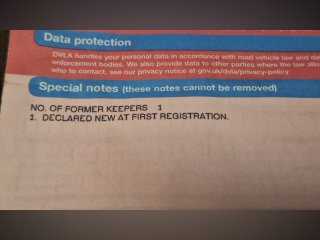 Data protection
DVLA handles your personal data in accordance with road vehicle law and dat
enforcement bodies. We also provide data to other parties where the law allow
who to contact, see our privacy notice at gov.uk/dvla/privacy-policy
Special notes (these notes cannot be removed)
NO. OF FORMER KEEPERS 1
1. DECLARED NEW AT FIRST REGISTRATION.